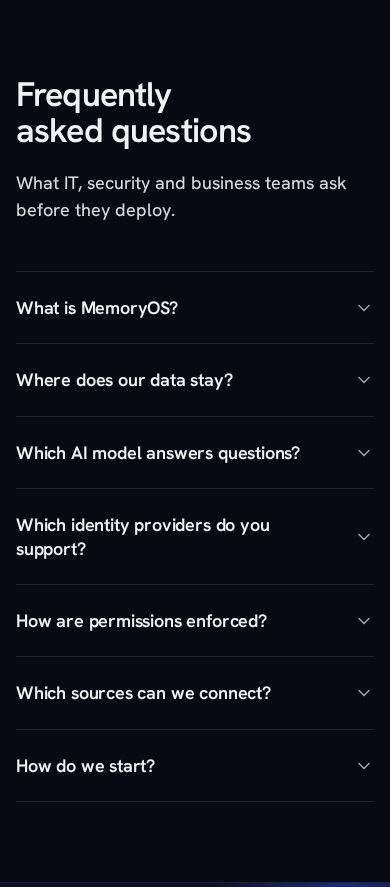 Frequently
asked questions
What IT, security and business teams ask
before they deploy.
What is MemoryOS?
Where does our data stay?
Which AI model answers questions?
Which identity providers do you
support?
How are permissions enforced?
Which sources can we connect?
How do we start?